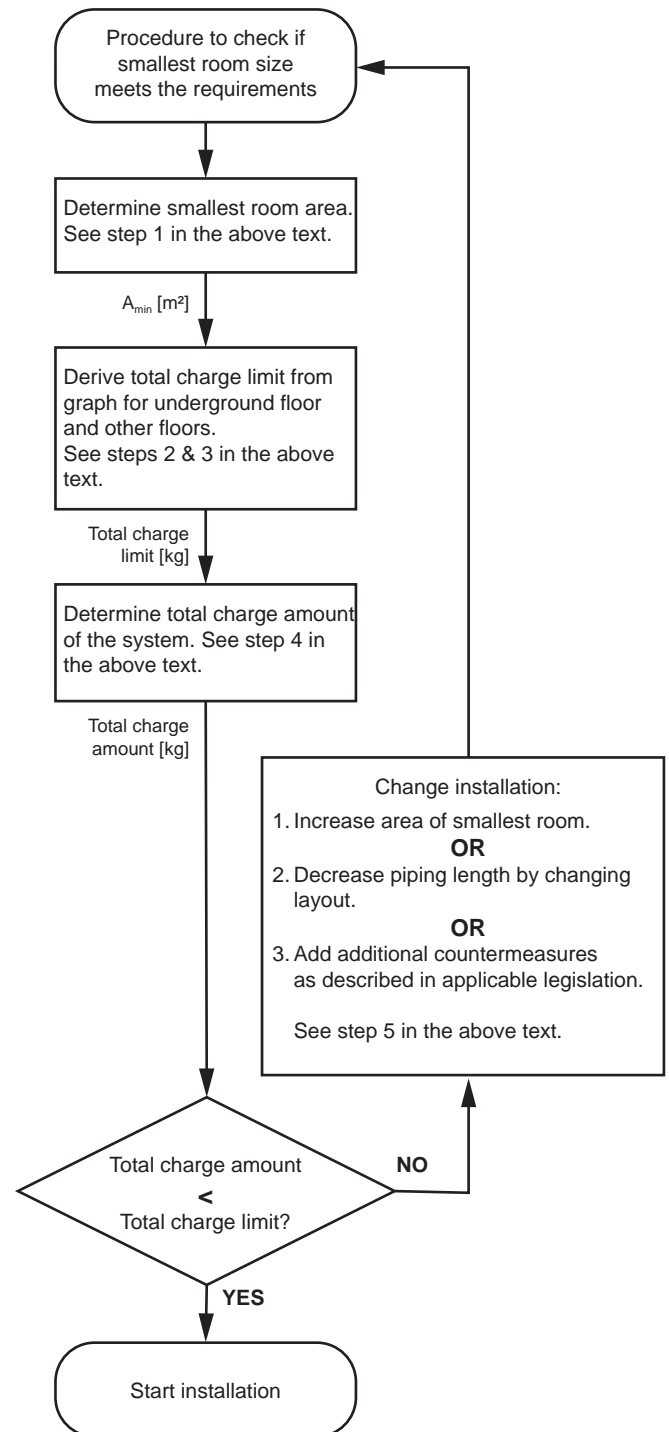 Procedure to check if
smallest room size
meets the requirements
Determine smallest room area.
See step 1 in the above text.
Amin [m²]
Derive total charge limit from
graph for underground floor
and other floors.
See steps 2 & 3 in the above
text.
Total charge
limit [kg]
Determine total charge amount
of the system. See step 4 in
the above text.
Total charge
amount [kg]
Change installation:
1. Increase area of smallest room.
OR
2. Decrease piping length by changing
layout.
OR
3. Add additional countermeasures
as described in applicable legislation.
See step 5 in the above text.
Total charge amount
<
Total charge limit?
NO
YES
Start installation